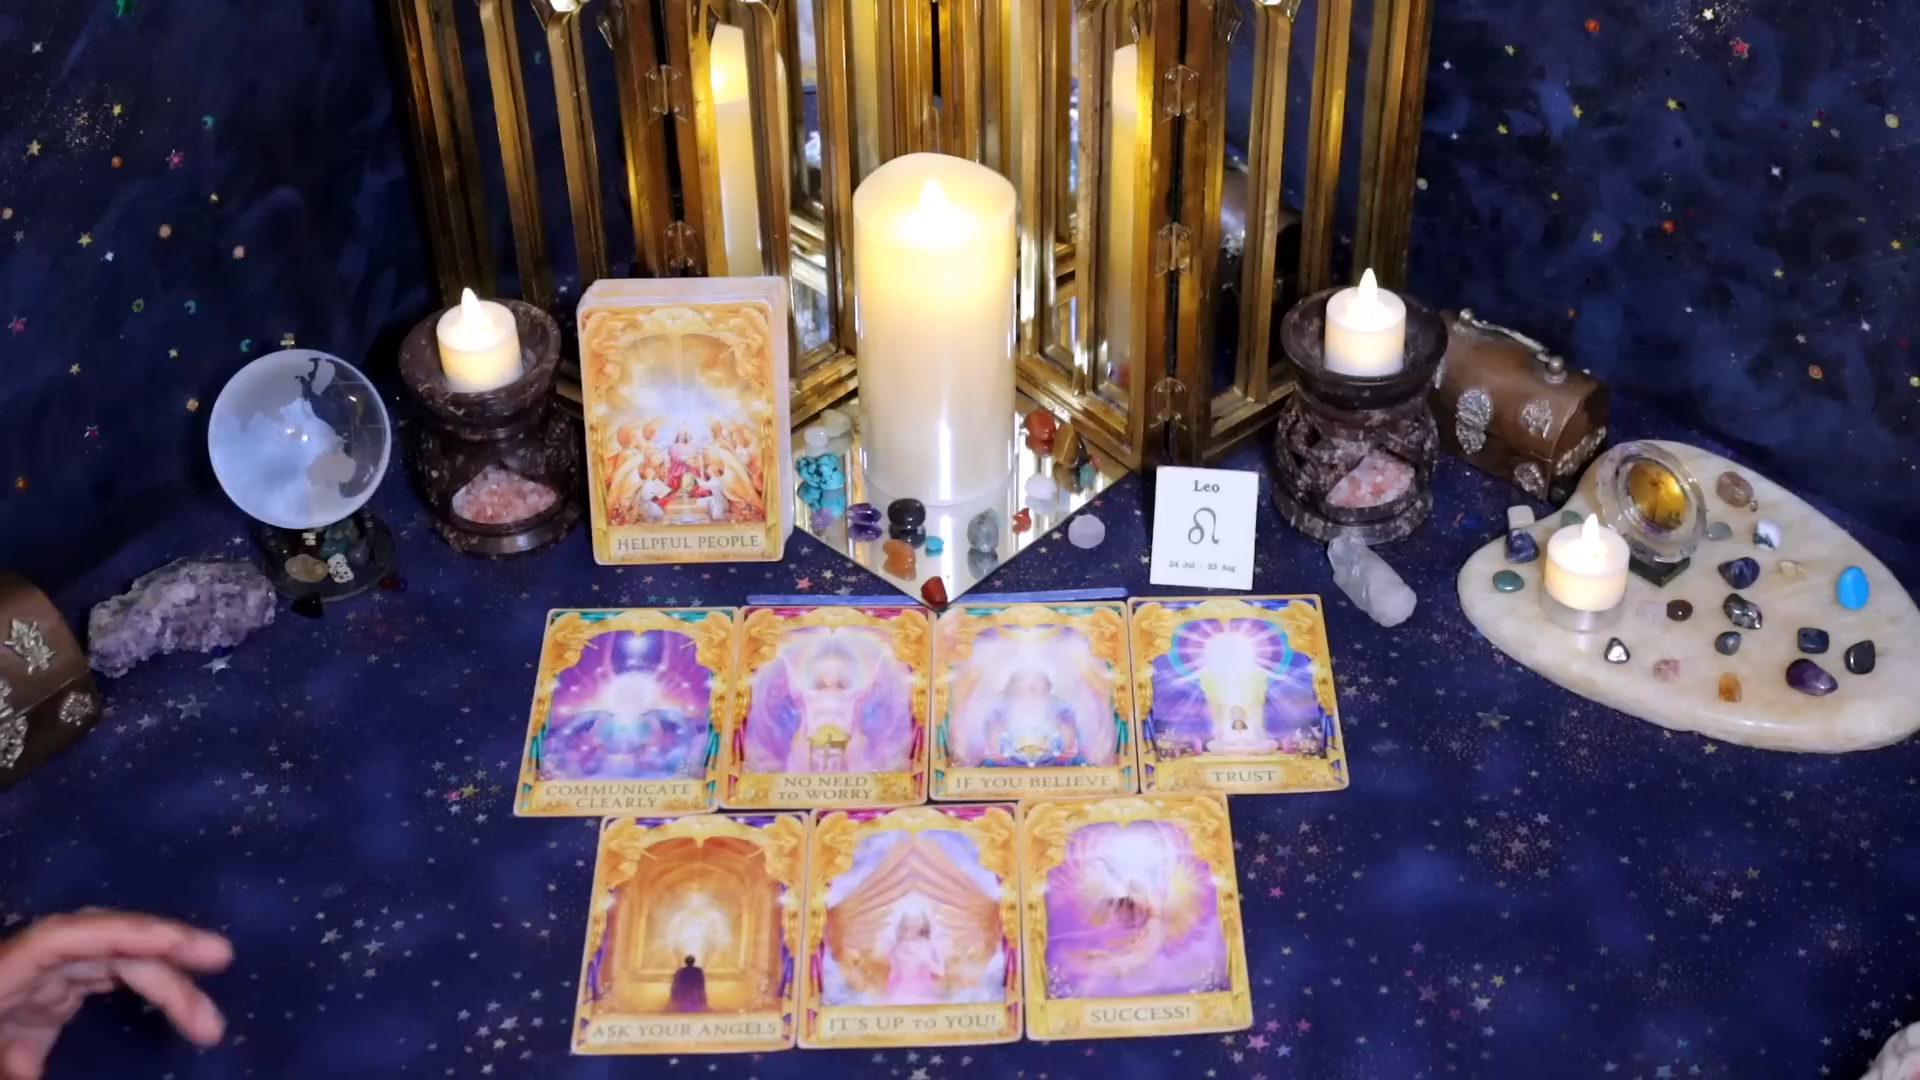 HELPFUL PEOPLE
Leo
24 Jul - 23 Aug
COMMUNICATE
CLEARLY
NO NEED
TO WORRY
IF YOU BELIEVE
TRUST
ASK YOUR ANGELS
IT'S UP TO YOU!
SUCCESS!